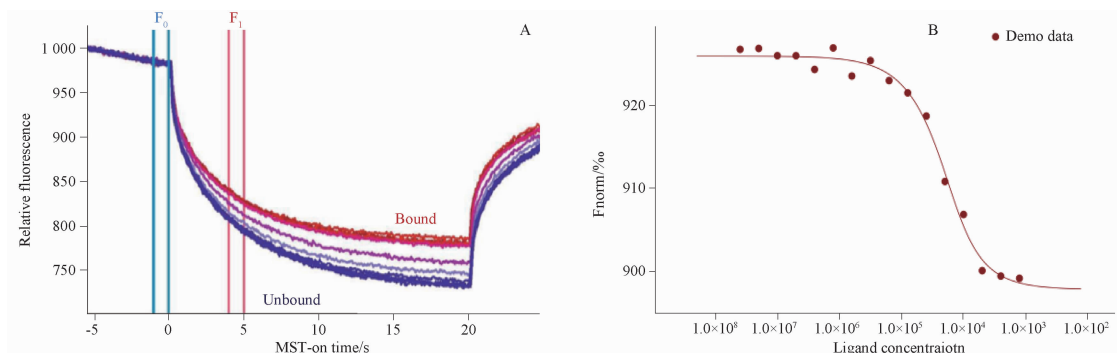 F₀ F₁
A
1 000
950
900
850
800
750
Relative fluorescence
Bound
Unbound
-5 0 5 10 15 20
MST-on time/s
B
Demo data
920
910
900
Fnorm/‰
1.0×10⁸ 1.0×10⁷ 1.0×10⁶ 1.0×10⁵ 1.0×10⁴ 1.0×10³ 1.0×10²
Ligand concentraiotn